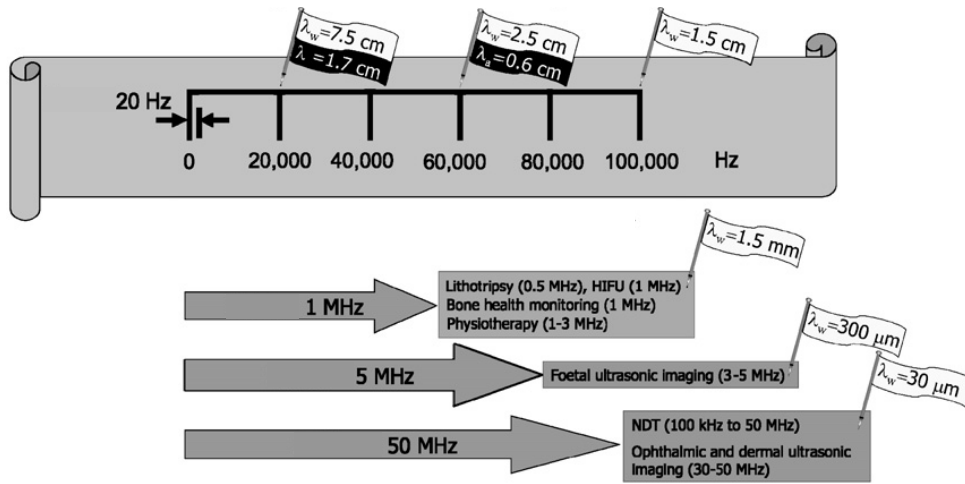 λw=7.5 cm
λ=1.7 cm
λw=2.5 cm
λa=0.6 cm
λw=1.5 cm
20 Hz
0 20,000 40,000 60,000 80,000 100,000 Hz
λw=1.5 mm
1 MHz
Lithotripsy (0.5 MHz), HIFU (1 MHz)
Bone health monitoring (1 MHz)
Physiotherapy (1-3 MHz)
λw=300 μm
5 MHz
Foetal ultrasonic imaging (3-5 MHz)
λw=30 μm
50 MHz
NDT (100 kHz to 50 MHz)
Ophthalmic and dermal ultrasonic
imaging (30-50 MHz)